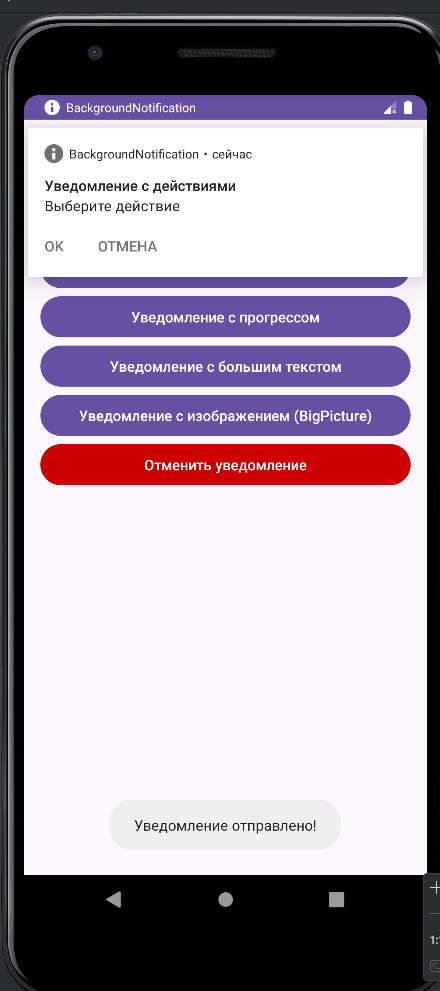 BackgroundNotification
BackgroundNotification • сейчас
Уведомление с действиями
Выберите действие
ОК ОТМЕНА
Уведомление с прогрессом
Уведомление с большим текстом
Уведомление с изображением (BigPicture)
Отменить уведомление
Уведомление отправлено!